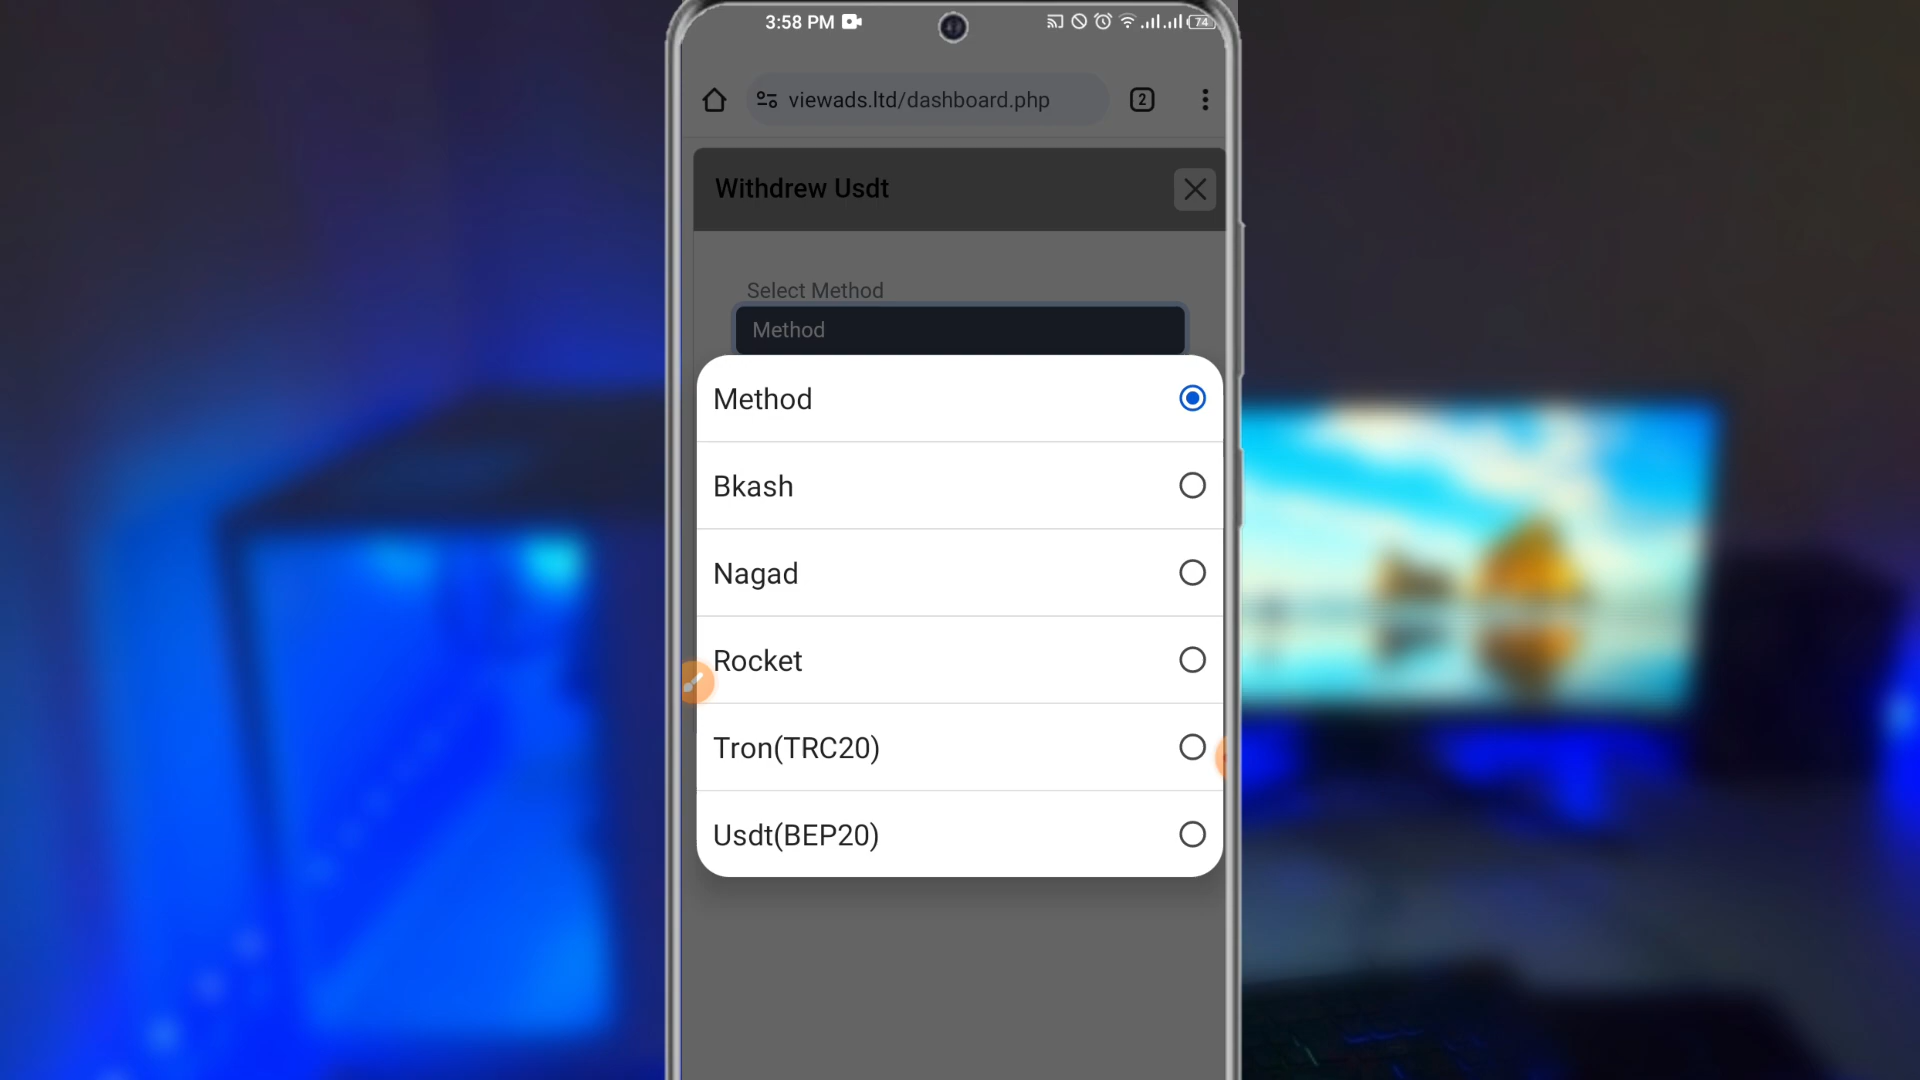 3:58 PM
74
viewads.ltd/dashboard.php
2
Withdrew Usdt
Select Method
Method
Method
Bkash
Nagad
Rocket
Tron(TRC20)
Usdt(BEP20)